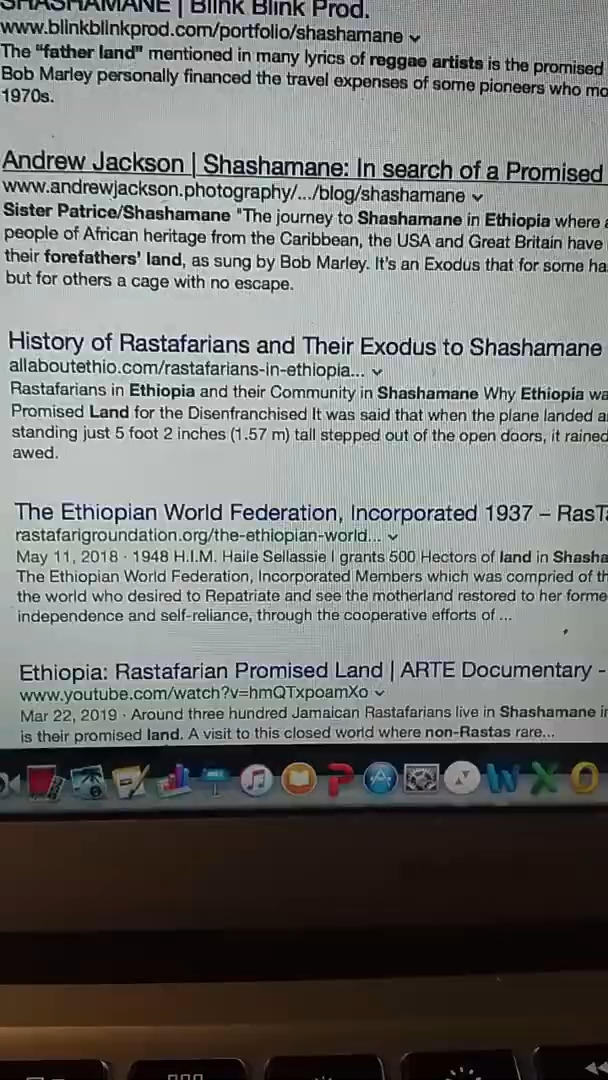 SHASHAMANE | Blink Blink Prod.
www.blinkblinkprod.com/portfolio/shashamane
The "father land" mentioned in many lyrics of reggae artists is the promised
Bob Marley personally financed the travel expenses of some pioneers who mo
1970s.
Andrew Jackson | Shashamane: In search of a Promised
www.andrewjackson.photography/.../blog/shashamane
Sister Patrice/Shashamane "The journey to Shashamane in Ethiopia where a
people of African heritage from the Caribbean, the USA and Great Britain have
their forefathers' land, as sung by Bob Marley. It's an Exodus that for some ha
but for others a cage with no escape.
History of Rastafarians and Their Exodus to Shashamane
allaboutethio.com/rastafarians-in-ethiopia...
Rastafarians in Ethiopia and their Community in Shashamane Why Ethiopia wa
Promised Land for the Disenfranchised It was said that when the plane landed a
standing just 5 foot 2 inches (1.57 m) tall stepped out of the open doors, it rained
awed.
The Ethiopian World Federation, Incorporated 1937 – RasTa
rastafarigroundation.org/the-ethiopian-world...
May 11, 2018 · 1948 H.I.M. Haile Sellassie I grants 500 Hectors of land in Shasha
The Ethiopian World Federation, Incorporated Members which was compried of th
the world who desired to Repatriate and see the motherland restored to her forme
independence and self-reliance, through the cooperative efforts of ...
Ethiopia: Rastafarian Promised Land | ARTE Documentary -
www.youtube.com/watch?v=hmQTxpoamXo
Mar 22, 2019 · Around three hundred Jamaican Rastafarians live in Shashamane in
is their promised land. A visit to this closed world where non-Rastas rare...